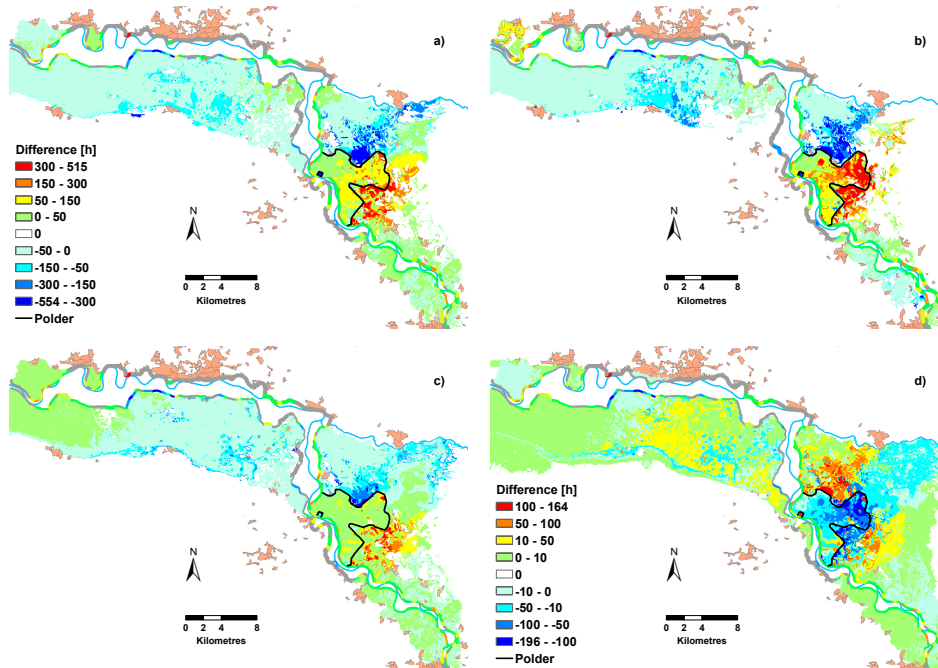 a)
Difference [h]
300 - 515
150 - 300
50 - 150
0 - 50
0
-50 - 0
-150 - -50
-300 - -150
-554 - -300
Polder
N
0 2 4 8
Kilometres
b)
N
0 2 4 8
Kilometres
c)
N
0 2 4 8
Kilometres
d)
Difference [h]
100 - 164
50 - 100
10 - 50
0 - 10
0
-10 - 0
-50 - -10
-100 - -50
-196 - -100
Polder
N
0 2 4 8
Kilometres